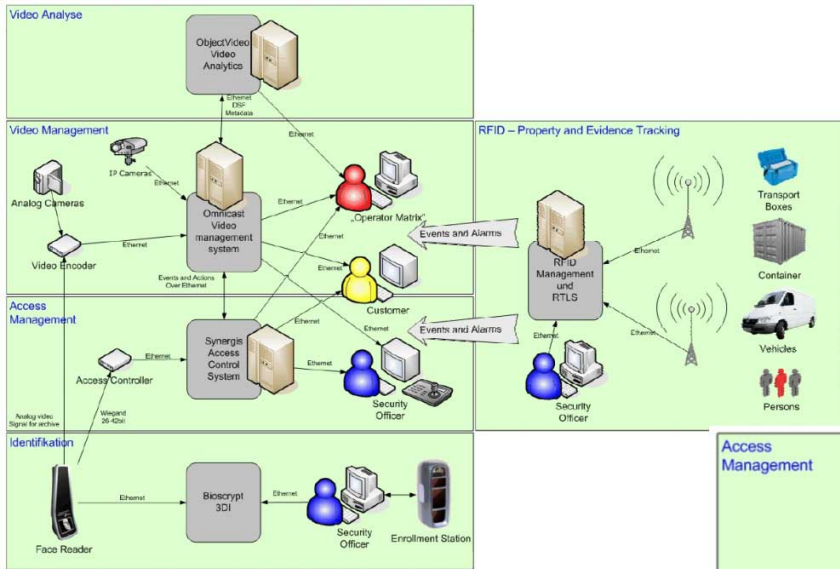 Video Analyse
ObjectVideo
Video
Analytics
Ethernet
DSF
Metadata
Ethernet
Video Management
IP Cameras
Ethernet
Analog Cameras
Omnicast
Video
management
system
Ethernet
„Operator Matrix"
Video Encoder
Ethernet
Ethernet
Ethernet
Customer
Events and Actions
Over Ethernet
Events and Alarms
RFID – Property and Evidence Tracking
Transport
Boxes
RFID
Management
und
RTLS
Ethernet
Container
Ethernet
Vehicles
Ethernet
Security
Officer
Persons
Access
Management
Synergis
Access
Control
System
Ethernet
Ethernet
Ethernet
Access Controller
Ethernet
Security
Officer
Events and Alarms
Analog video
Signal for archive
Wiegand
26-42bit
Identifikation
Face Reader
Ethernet
Bioscrypt
3DI
Ethernet
Security
Officer
Enrollment Station
Access
Management